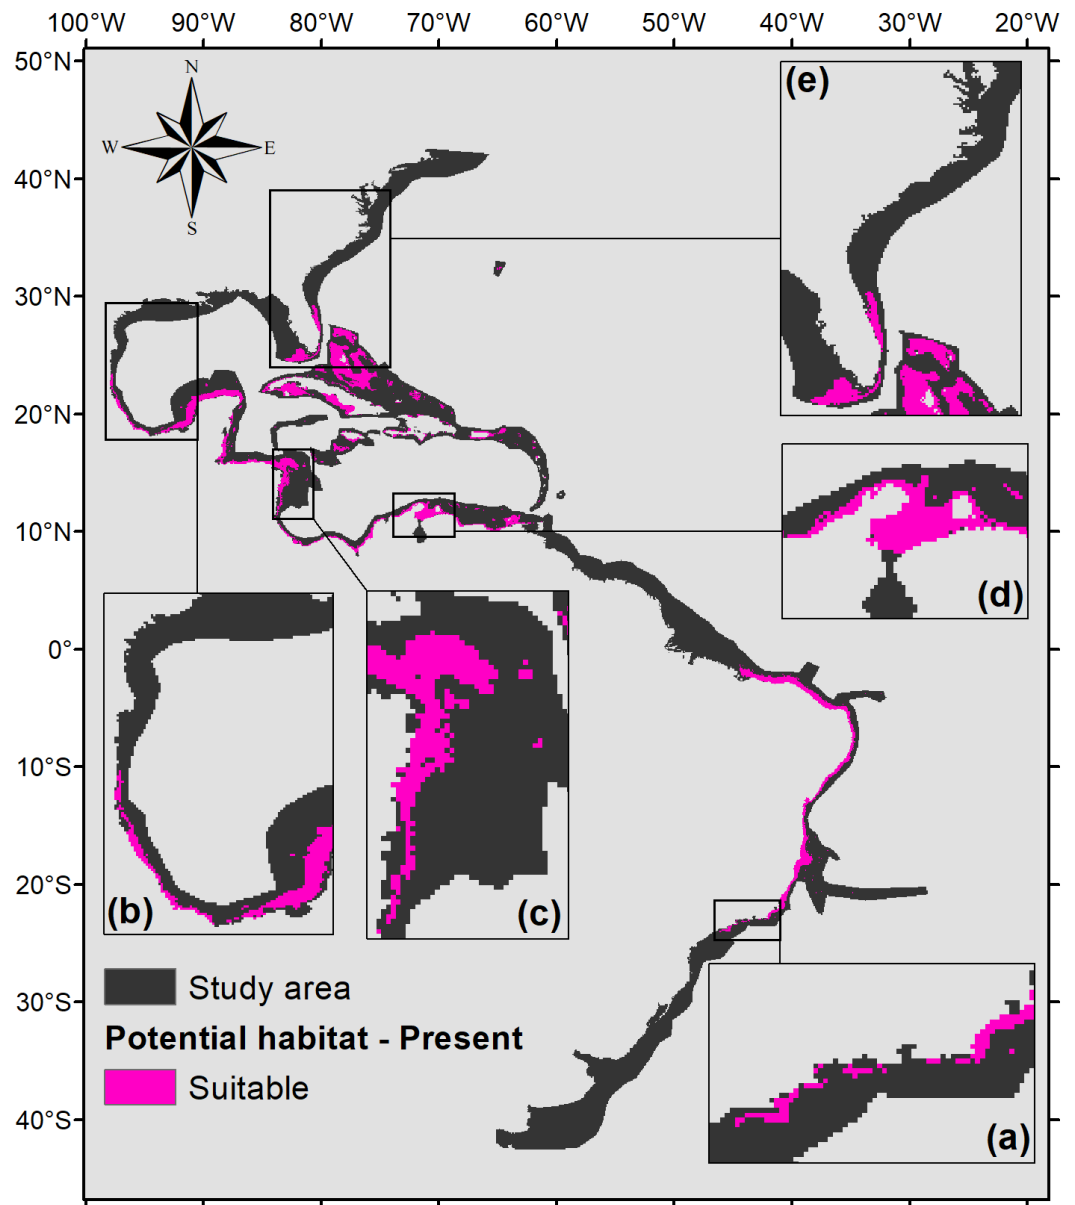 100°W 90°W 80°W 70°W 60°W 50°W 40°W 30°W 20°W
50°N
40°N
30°N
20°N
10°N
0°
10°S
20°S
30°S
40°S
N
W E
S
(e)
(d)
(b)
(c)
(a)
Study area
Potential habitat - Present
Suitable